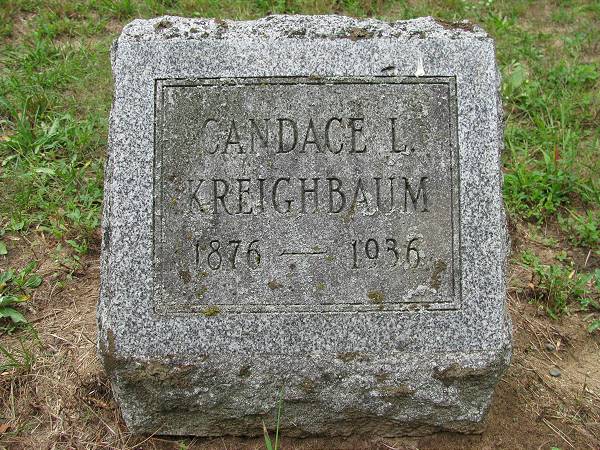 CANDACE L.
KREIGHBAUM
1876 — 1936